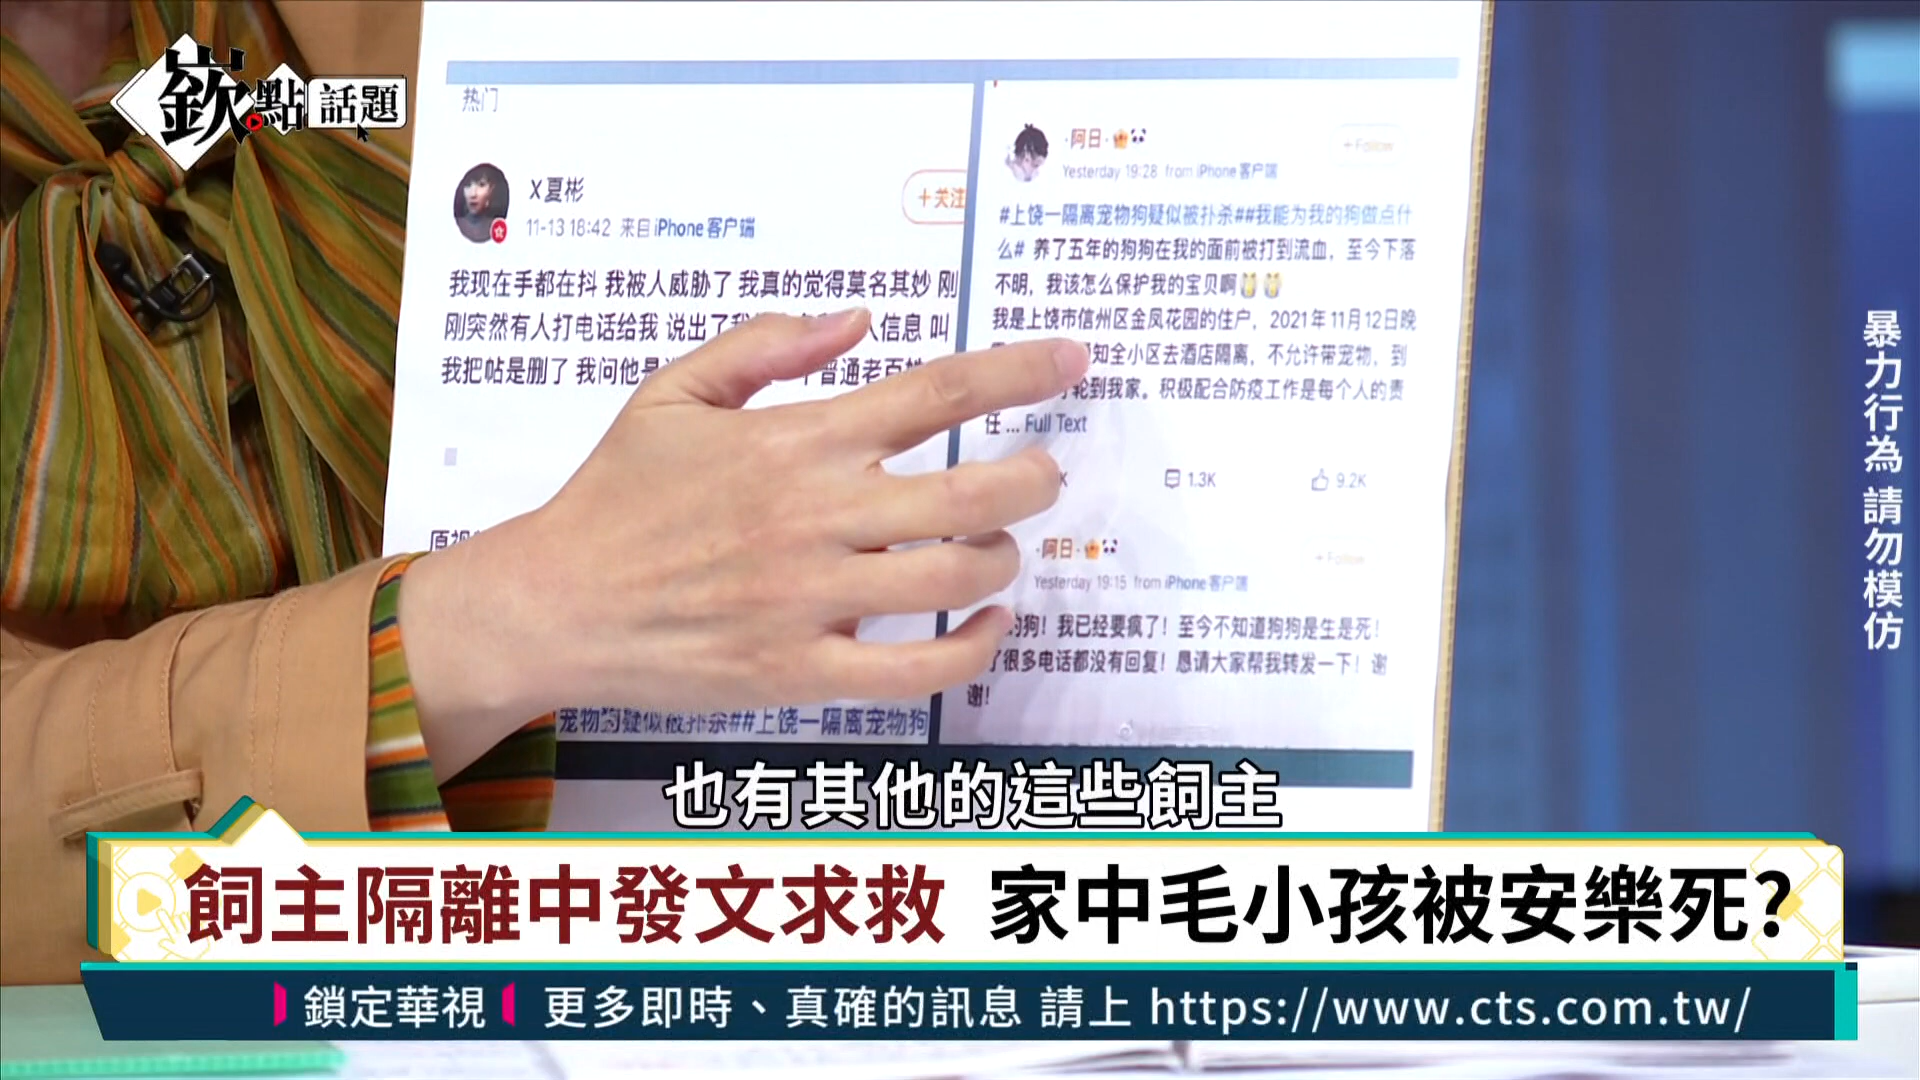 嶔點話題
热门
X夏彬
+关注
11-13 18:42 来自 iPhone客户端
我现在手都在抖 我被人威胁了 我真的觉得莫名其妙 刚
刚突然有人打电话给我 说出了我
人信息 叫
我把帖是删了 我问他是
普通老百姓
宠物狗疑似被扑杀##上饶一隔离宠物狗
·阿日·
+Follow
Yesterday 19:28 from iPhone客户端
#上饶一隔离宠物狗疑似被扑杀##我能为我的狗做点什
么# 养了五年的狗狗在我的面前被打到流血，至今下落
不明，我该怎么保护我的宝贝啊
我是上饶市信州区金凤花园的住户，2021年11月12日晚
知全小区去酒店隔离，不允许带宠物，到
轮到我家。积极配合防疫工作是每个人的责
任 ... Full Text
1.3K
9.2K
·阿日·
+Follow
Yesterday 19:15 from iPhone客户端
的狗！我已经要疯了！至今不知道狗狗是生是死！
了很多电话都没有回复！恳请大家帮我转发一下！谢
谢！
暴力行為 請勿模仿
也有其他的這些飼主
飼主隔離中發文求救 家中毛小孩被安樂死?
鎖定華視 更多即時、真確的訊息 請上 https://www.cts.com.tw/